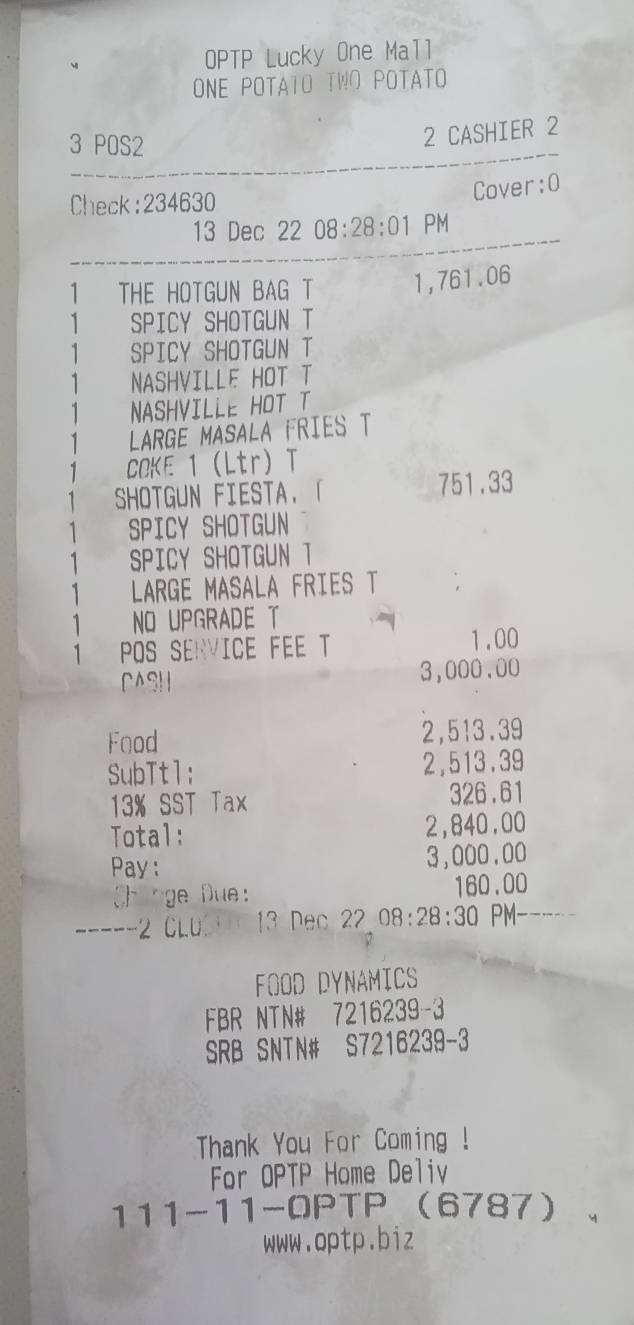 OPTP Lucky One Mall
ONE POTATO TWO POTATO
3 POS2 2 CASHIER 2
Check:234630 Cover:0
13 Dec 22 08:28:01 PM
1 THE HOTGUN BAG T 1,761.06
1 SPICY SHOTGUN T
1 SPICY SHOTGUN T
1 NASHVILLE HOT T
1 NASHVILLE HOT T
1 LARGE MASALA FRIES T
1 COKE 1 (Ltr) T
1 SHOTGUN FIESTA. T 751.33
1 SPICY SHOTGUN
1 SPICY SHOTGUN T
1 LARGE MASALA FRIES T
1 NO UPGRADE T
1 POS SERVICE FEE T 1.00
CASH 3,000.00
Food 2,513.39
SubTtl: 2,513.39
13% SST Tax 326.61
Total: 2,840.00
Pay: 3,000.00
Change Due: 160.00
-----2 13 Dec 22 08:28:30 PM-----
FOOD DYNAMICS
FBR NTN# 7216239-3
SRB SNTN# S7216239-3
Thank You For Coming !
For OPTP Home Deliv
111-11-OPTP (6787)
www.optp.biz